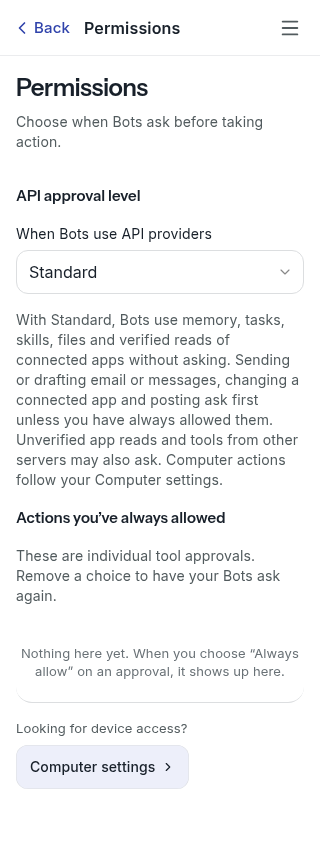 Back Permissions
Permissions
Choose when Bots ask before taking
action.
API approval level
When Bots use API providers
Standard
With Standard, Bots use memory, tasks,
skills, files and verified reads of
connected apps without asking. Sending
or drafting email or messages, changing a
connected app and posting ask first
unless you have always allowed them.
Unverified app reads and tools from other
servers may also ask. Computer actions
follow your Computer settings.
Actions you’ve always allowed
These are individual tool approvals.
Remove a choice to have your Bots ask
again.
Nothing here yet. When you choose “Always
allow” on an approval, it shows up here.
Looking for device access?
Computer settings